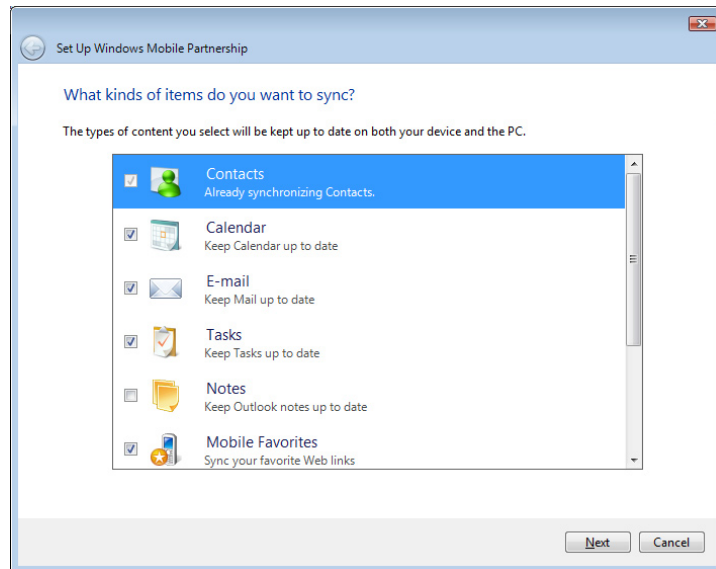 Set Up Windows Mobile Partnership
What kinds of items do you want to sync?
The types of content you select will be kept up to date on both your device and the PC.
Contacts
Already synchronizing Contacts.
Calendar
Keep Calendar up to date
E-mail
Keep Mail up to date
Tasks
Keep Tasks up to date
Notes
Keep Outlook notes up to date
Mobile Favorites
Sync your favorite Web links
Next Cancel